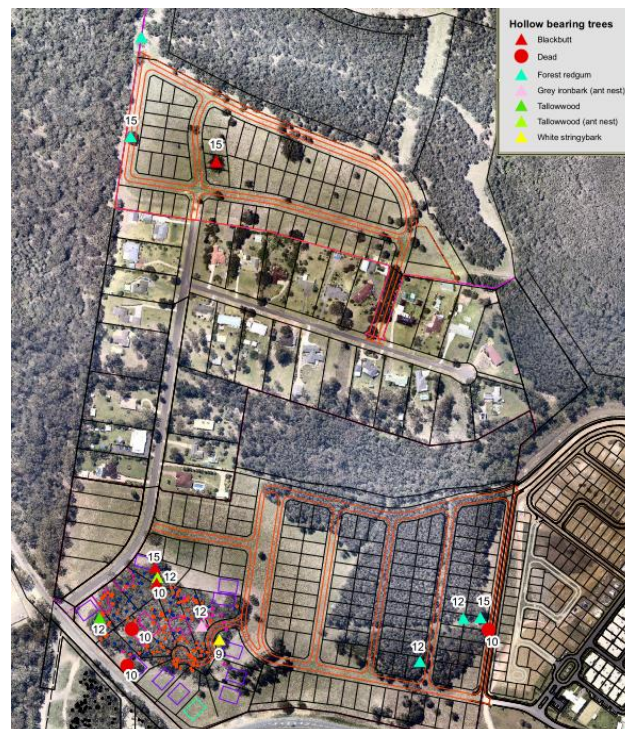 Hollow bearing trees
Blackbutt
Dead
Forest redgum
Grey ironbark (ant nest)
Tallowwood
Tallowwood (ant nest)
White stringybark
15
15
15
12
10
12
10
12
9
10
12
15
10
12